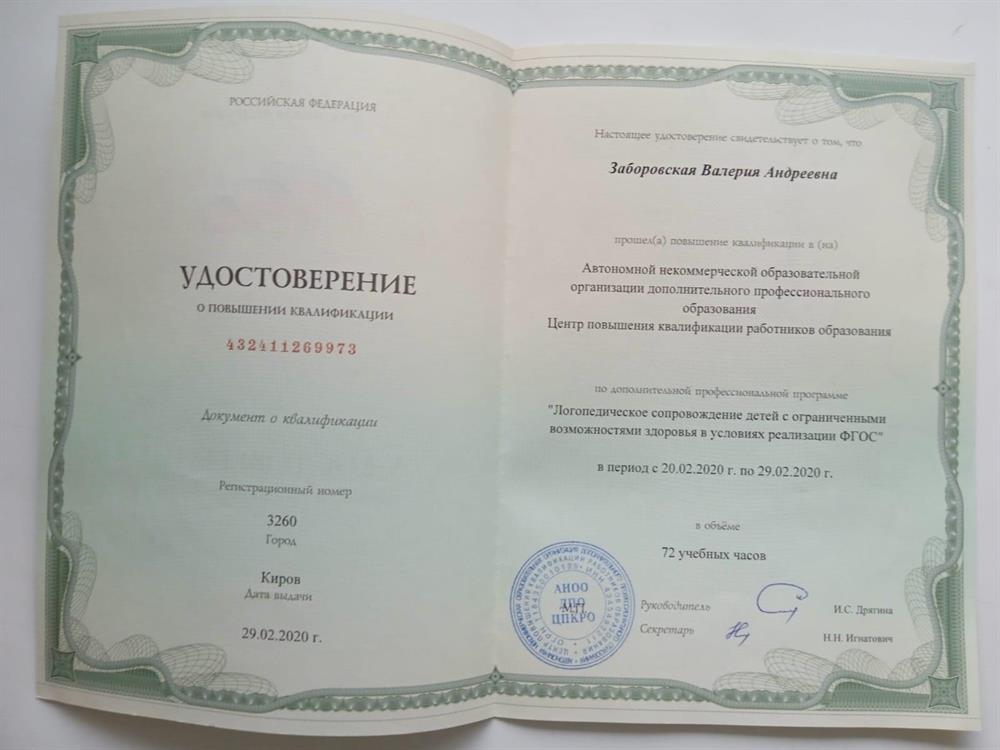 РОССИЙСКАЯ ФЕДЕРАЦИЯ
УДОСТОВЕРЕНИЕ
О ПОВЫШЕНИИ КВАЛИФИКАЦИИ
432411269973
Документ о квалификации
Регистрационный номер
3260
Город
Киров
Дата выдачи
29.02.2020 г.
Настоящее удостоверение свидетельствует о том, что
Заборовская Валерия Андреевна
прошел(а) повышение квалификации в (на)
Автономной некоммерческой образовательной
организации дополнительного профессионального
образования
Центр повышения квалификации работников образования
по дополнительной профессиональной программе
"Логопедическое сопровождение детей с ограниченными
возможностями здоровья в условиях реализации ФГОС"
в период с 20.02.2020 г. по 29.02.2020 г.
в объёме
72 учебных часов
АНОО
ДПО
ЦПКРО
М.П.
Руководитель
И.С. Дрягина
Секретарь
Н.Н. Игнатович